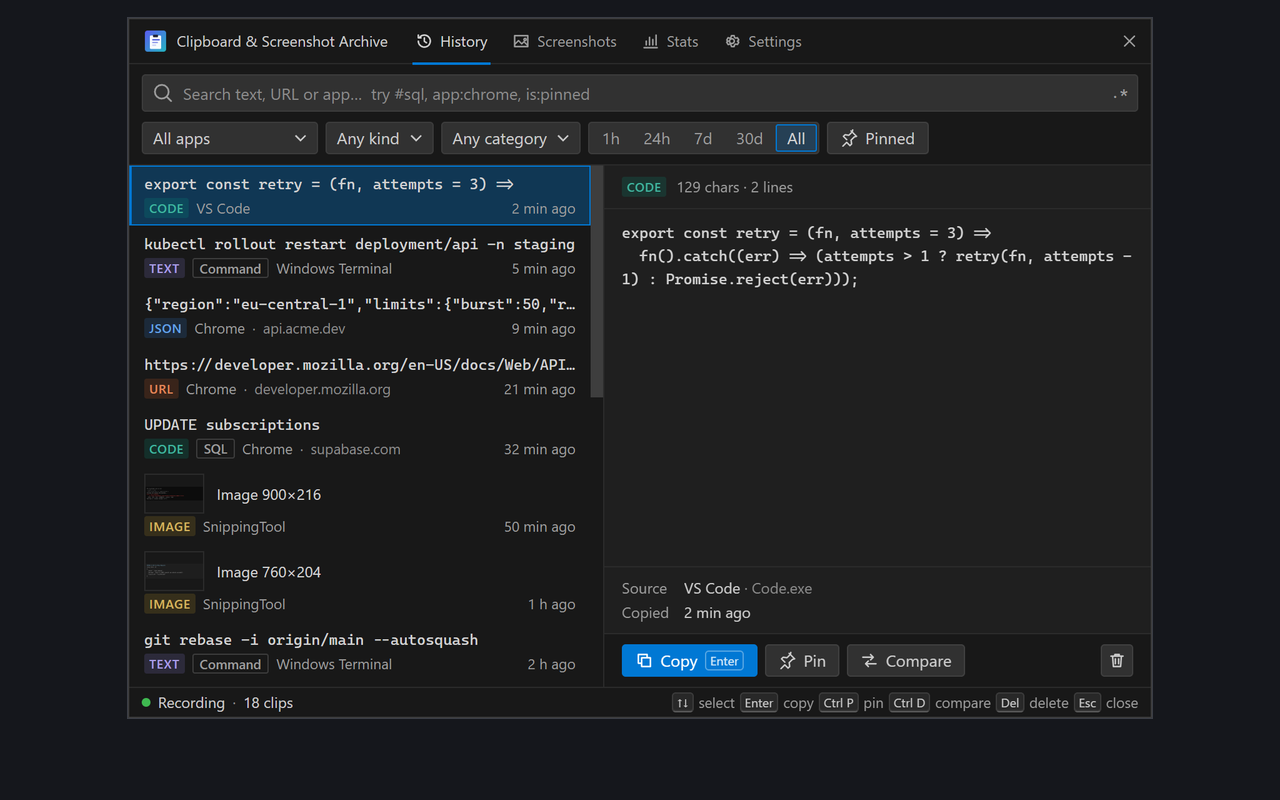 Clipboard & Screenshot Archive History Screenshots Stats Settings
Search text, URL or app... try #sql, app:chrome, is:pinned .*
All apps Any kind Any category 1h 24h 7d 30d All Pinned
export const retry = (fn, attempts = 3) =>
CODE VS Code 2 min ago
kubectl rollout restart deployment/api -n staging
TEXT Command Windows Terminal 5 min ago
{"region":"eu-central-1","limits":{"burst":50,"r…
JSON Chrome · api.acme.dev 9 min ago
https://developer.mozilla.org/en-US/docs/Web/API…
URL Chrome · developer.mozilla.org 21 min ago
UPDATE subscriptions
CODE SQL Chrome · supabase.com 32 min ago
Image 900×216
IMAGE SnippingTool 50 min ago
Image 760×204
IMAGE SnippingTool 1 h ago
git rebase -i origin/main --autosquash
TEXT Command Windows Terminal 2 h ago
CODE 129 chars · 2 lines
export const retry = (fn, attempts = 3) =>
fn().catch((err) => (attempts > 1 ? retry(fn, attempts -
1) : Promise.reject(err)));
Source VS Code · Code.exe
Copied 2 min ago
Copy Enter Pin Compare
Recording · 18 clips ↑↓ select Enter copy Ctrl P pin Ctrl D compare Del delete Esc close